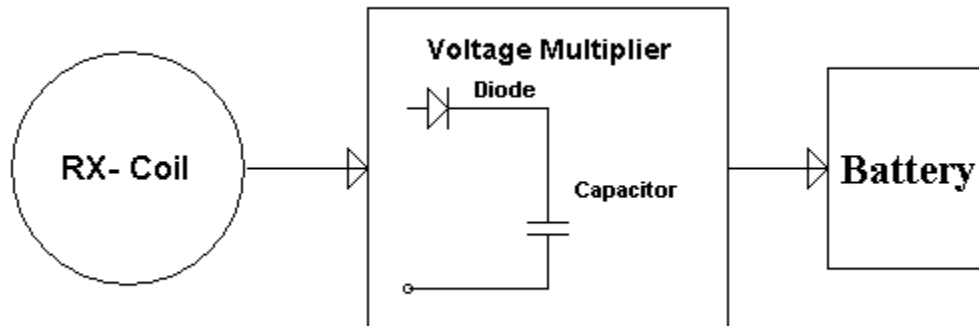 RX- Coil
Voltage Multiplier
Diode
Capacitor
Battery